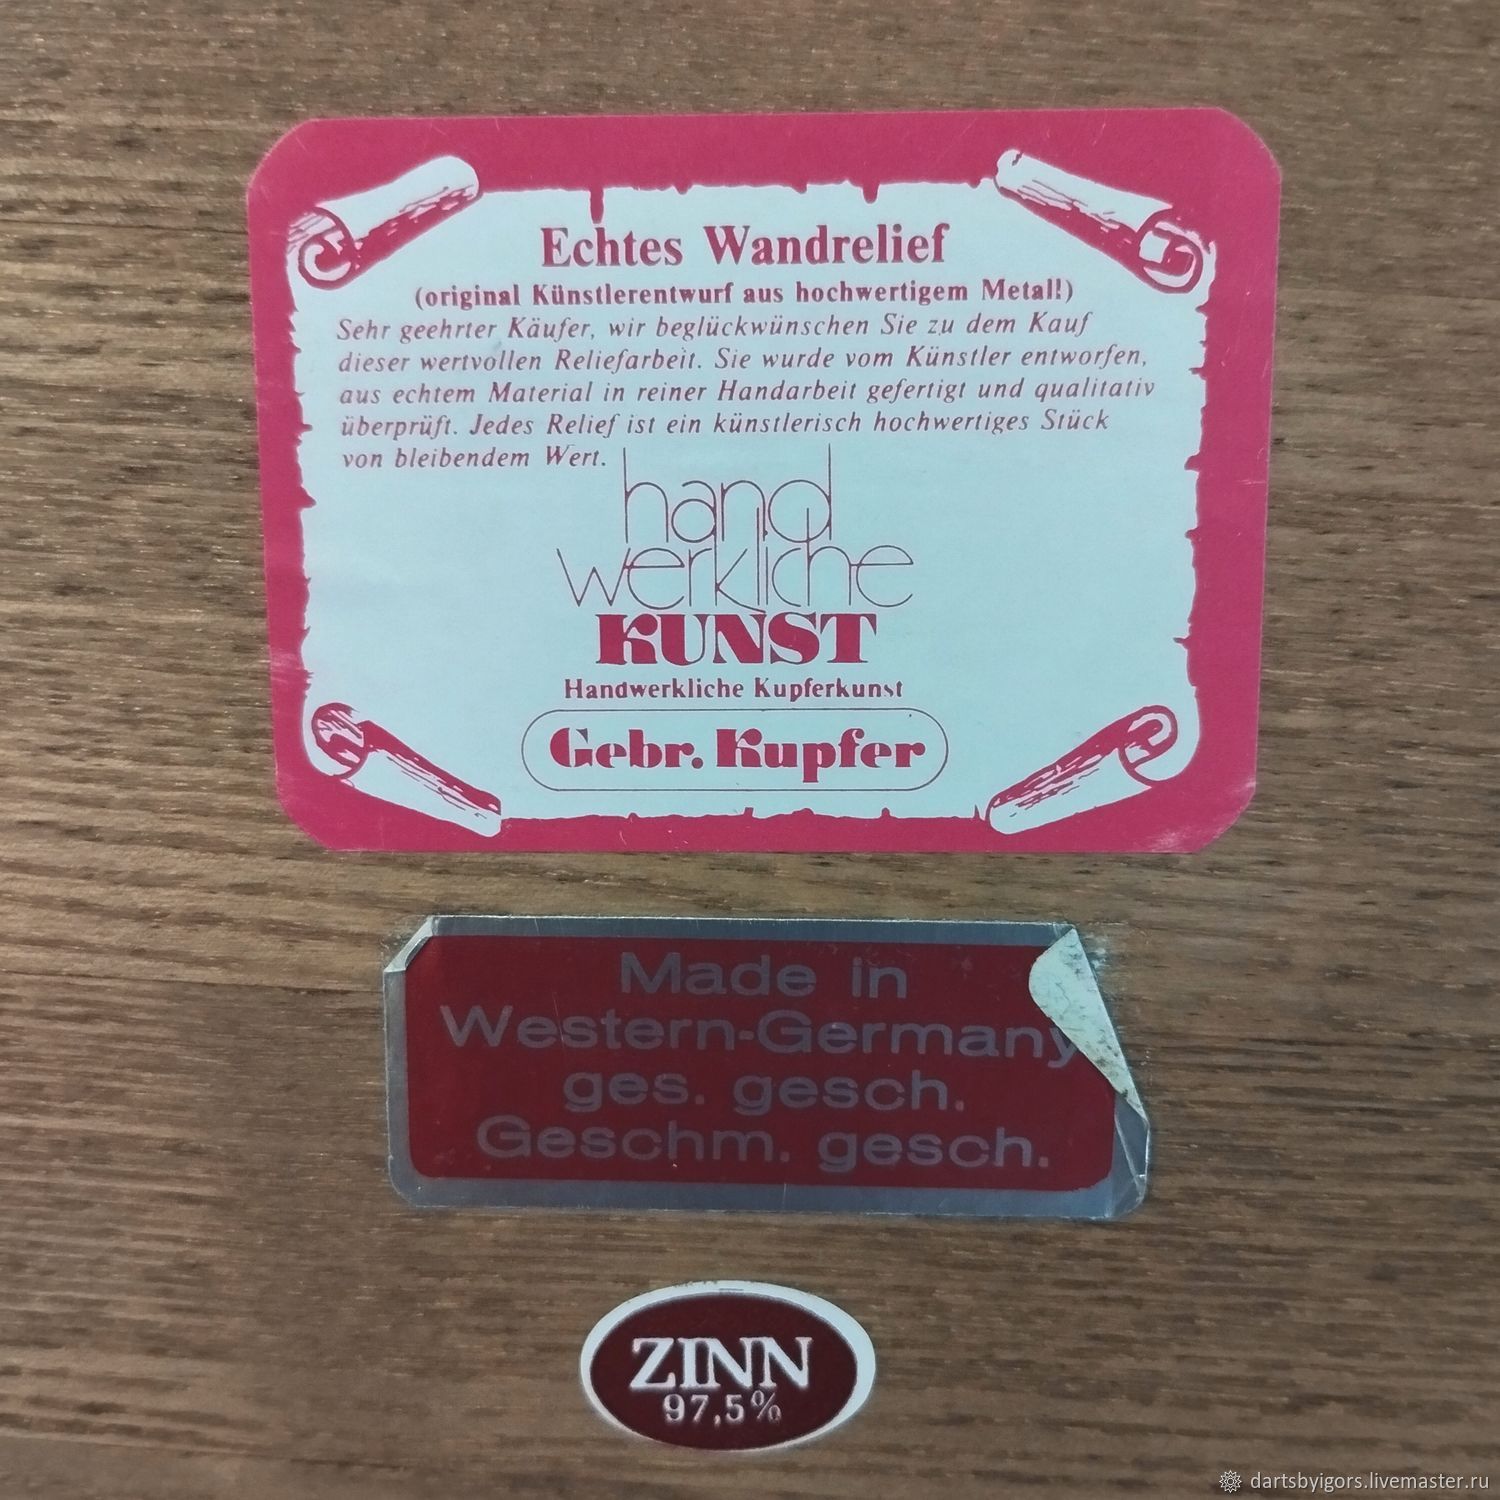 Echtes Wandrelief
(original Künstlerentwurf aus hochwertigem Metall!)
Sehr geehrter Käufer, wir beglückwünschen Sie zu dem Kauf
dieser wertvollen Reliefarbeit. Sie wurde vom Künstler entworfen,
aus echtem Material in reiner Handarbeit gefertigt und qualitativ
überprüft. Jedes Relief ist ein künstlerisch hochwertiges Stück
von bleibendem Wert.
hand
werkliche
KUNST
Handwerkliche Kupferkunst
Gebr. Kupfer
Made in
Western-Germany
ges. gesch.
Geschm. gesch.
ZINN
97,5%
dartsbyigors.livemaster.ru